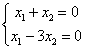 x₁ + x₂ = 0
x₁ − 3x₂ = 0